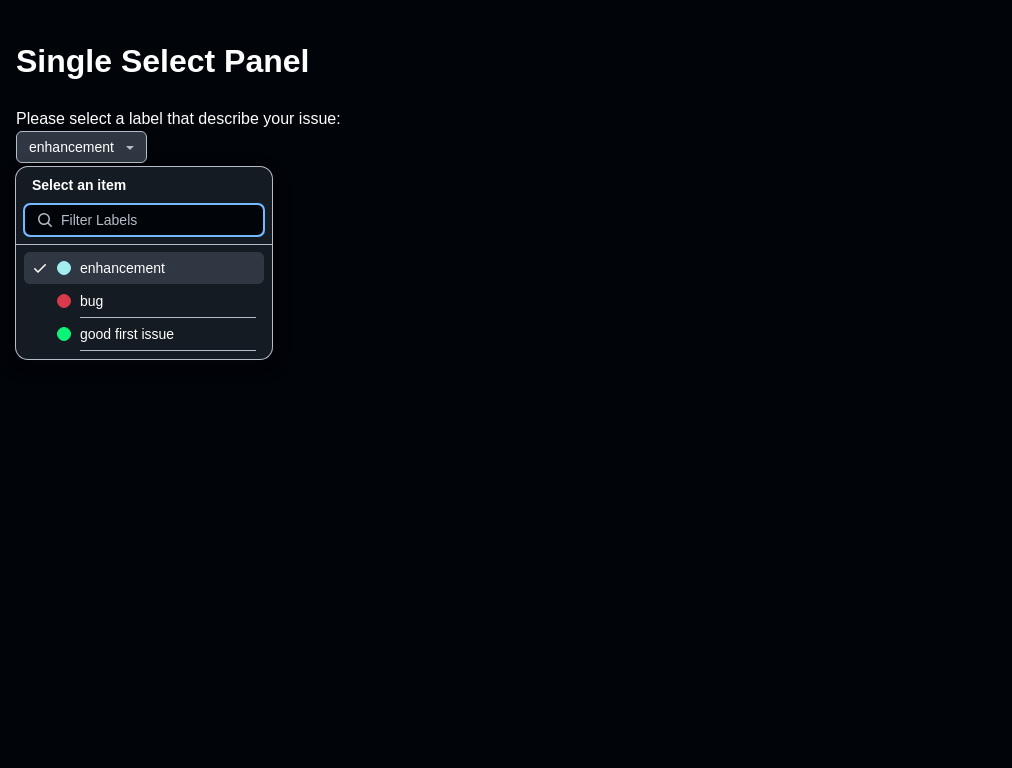 Single Select Panel
Please select a label that describe your issue:
enhancement
Select an item
Filter Labels
enhancement
bug
good first issue